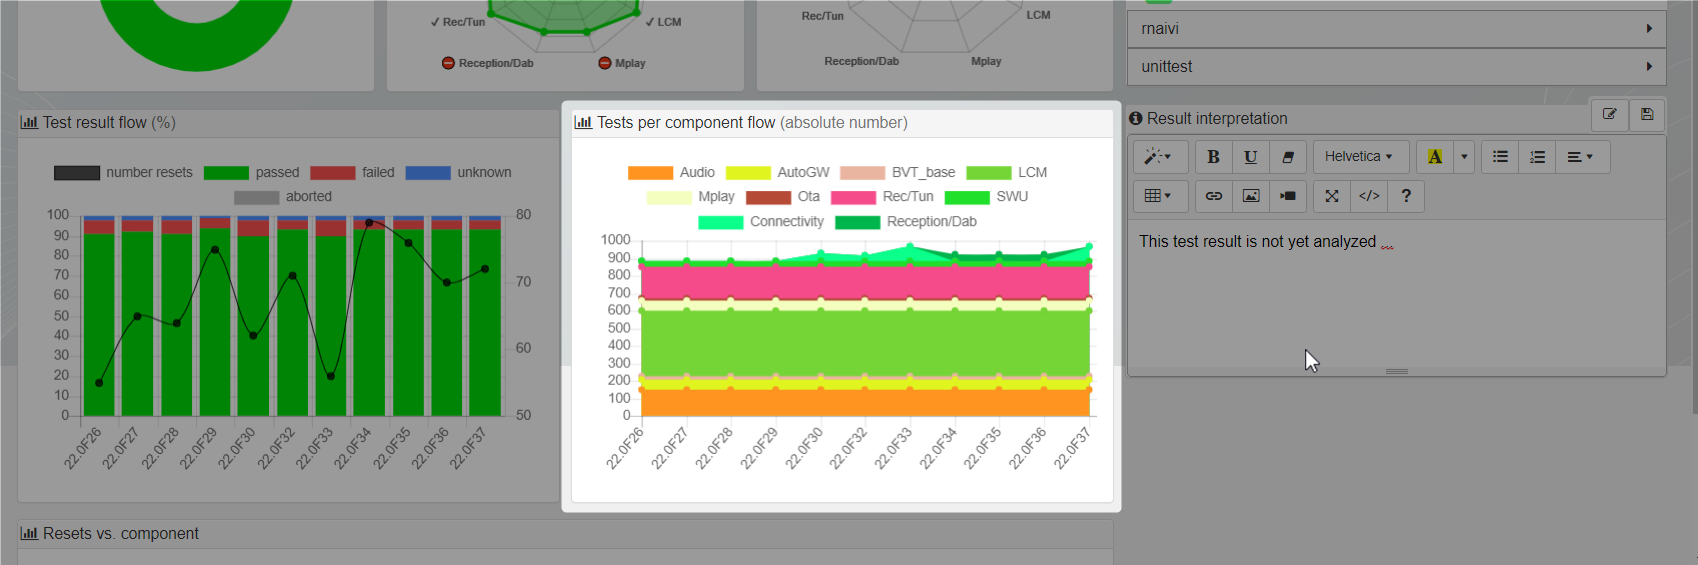 ✓ Rec/Tun
✓ LCM
Reception/Dab
Mplay
Rec/Tun
LCM
Reception/Dab
Mplay
rnaivi
unittest
Test result flow (%)
number resets passed failed unknown
aborted
100
90
80
70
60
50
40
30
20
10
0
80
70
60
50
22.0F26 22.0F27 22.0F28 22.0F29 22.0F30 22.0F32 22.0F33 22.0F34 22.0F35 22.0F36 22.0F37
Tests per component flow (absolute number)
Audio AutoGW BVT_base LCM
Mplay Ota Rec/Tun SWU
Connectivity Reception/Dab
1000
900
800
700
600
500
400
300
200
100
0
22.0F26 22.0F27 22.0F28 22.0F29 22.0F30 22.0F32 22.0F33 22.0F34 22.0F35 22.0F36 22.0F37
Result interpretation
B U Helvetica A
</> ?
This test result is not yet analyzed ...
Resets vs. component